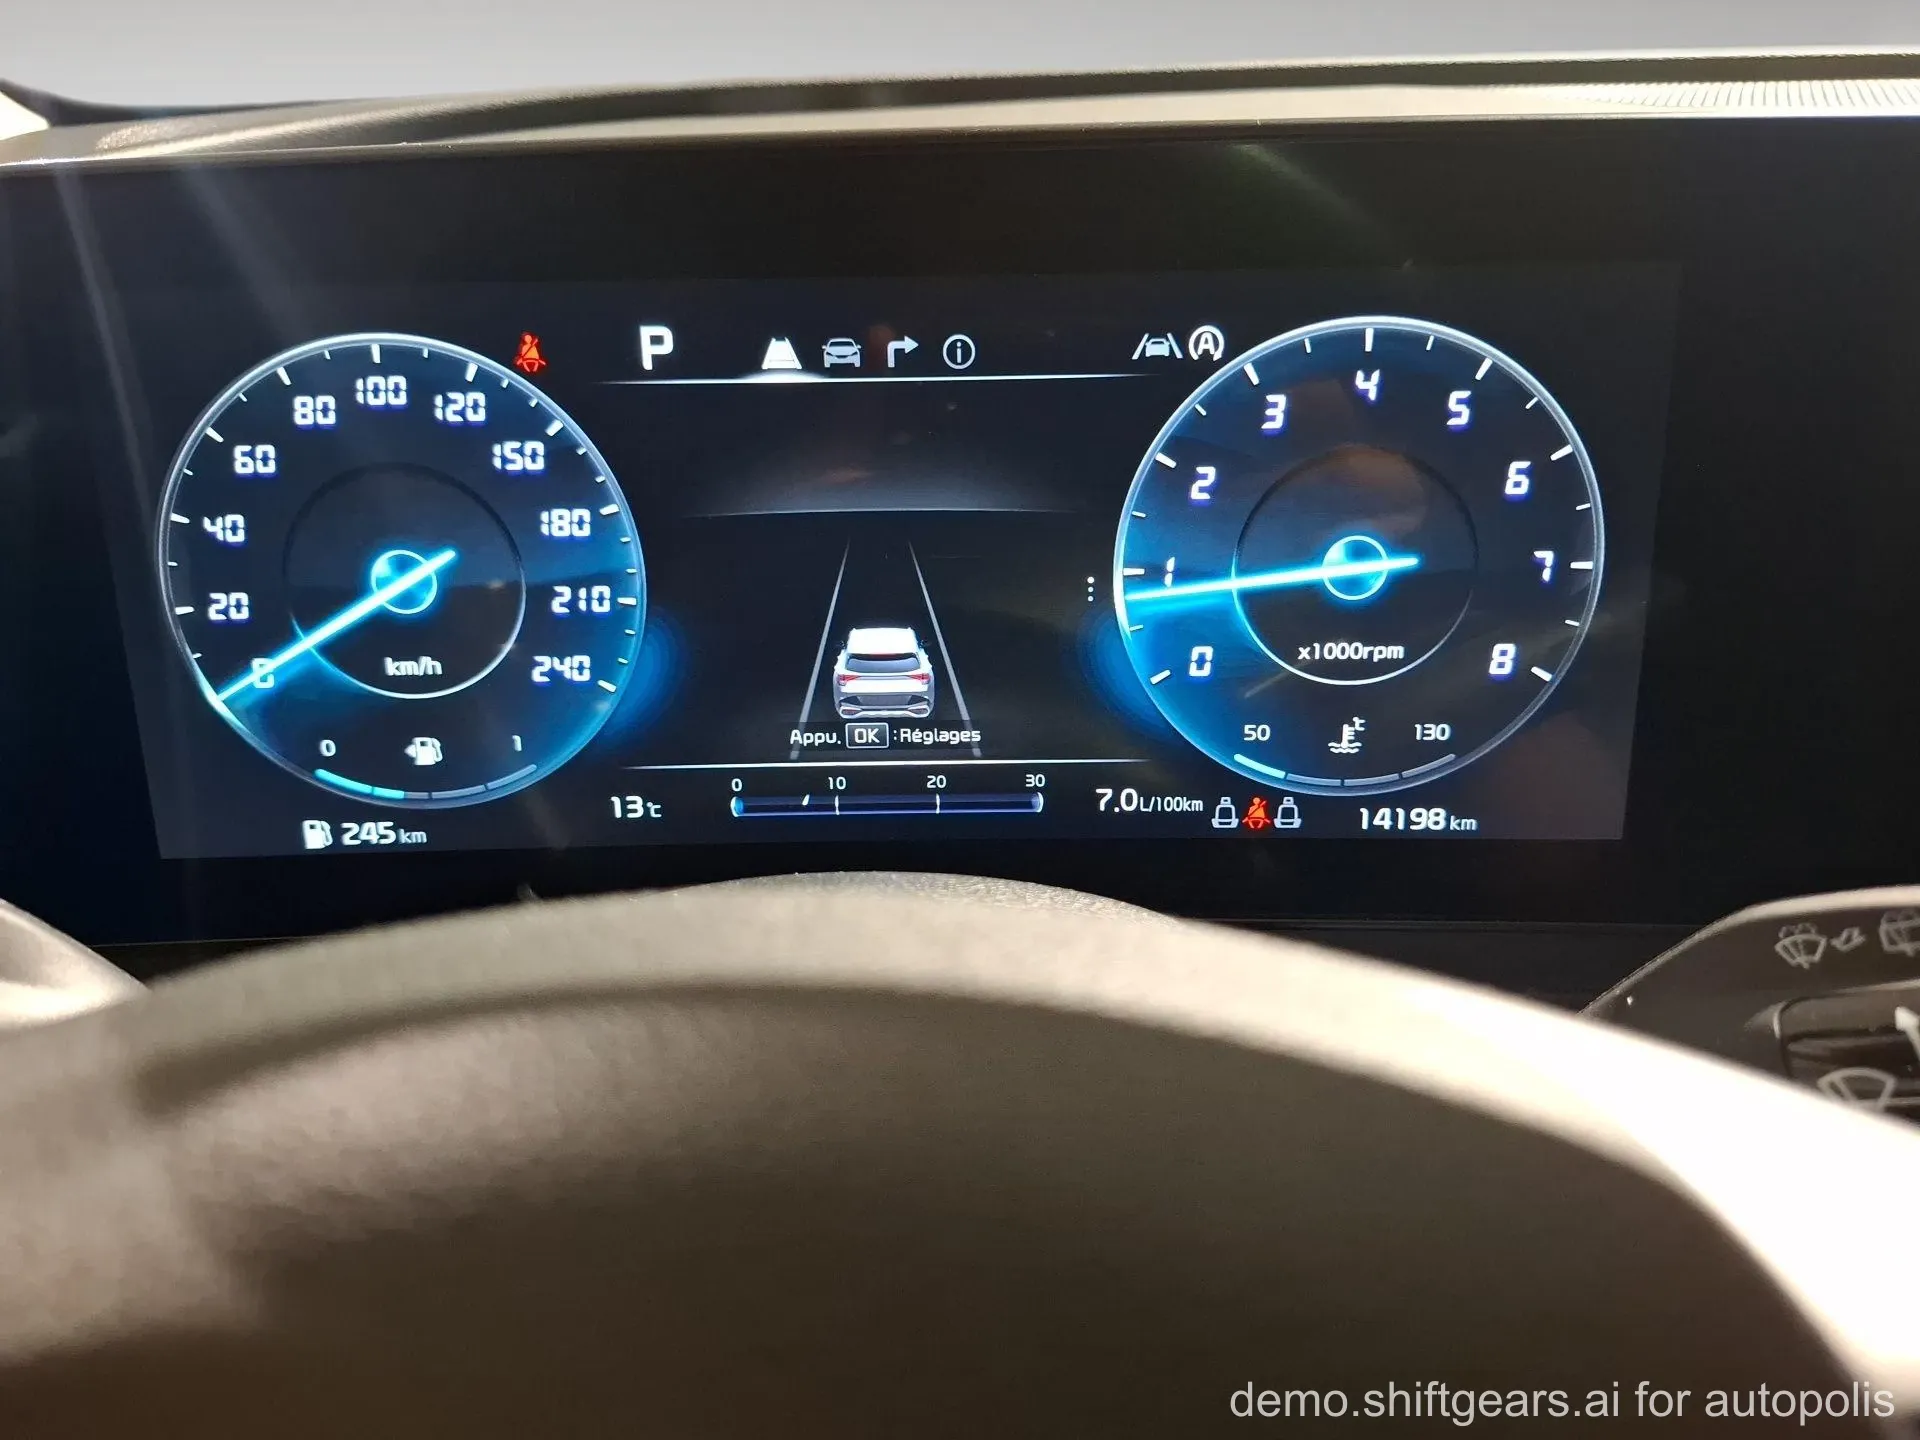 P
A
i
100
80
120
60
150
40
180
20
210
0
240
km/h
0
1
245 km
Appu. OK :Réglages
13°C
0 10 20 30
7.0 L/100km
4
3
5
2
6
1
7
0
8
x1000rpm
50
°C
130
14198 km
demo.shiftgears.ai for autopolis